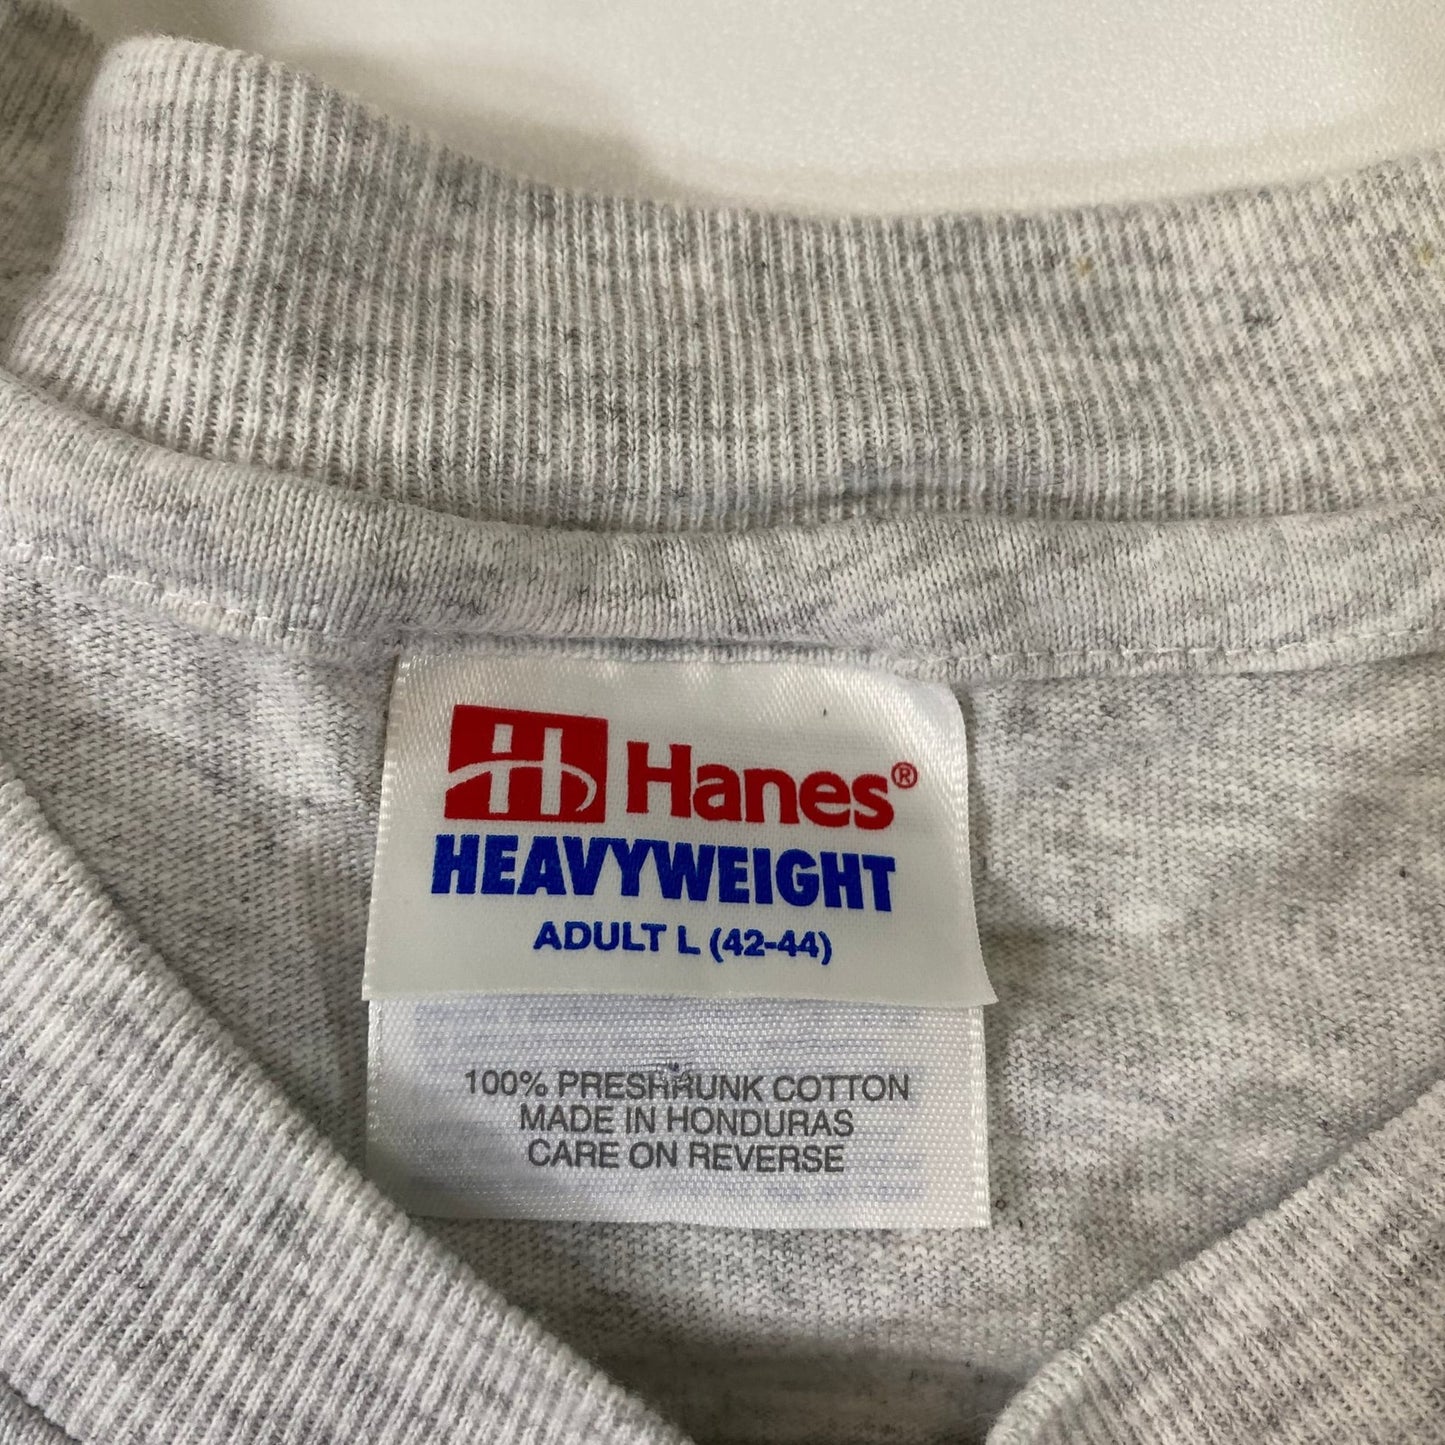 H Hanes®
HEAVYWEIGHT
ADULT L (42-44)
100% PRESHRUNK COTTON
MADE IN HONDURAS
CARE ON REVERSE